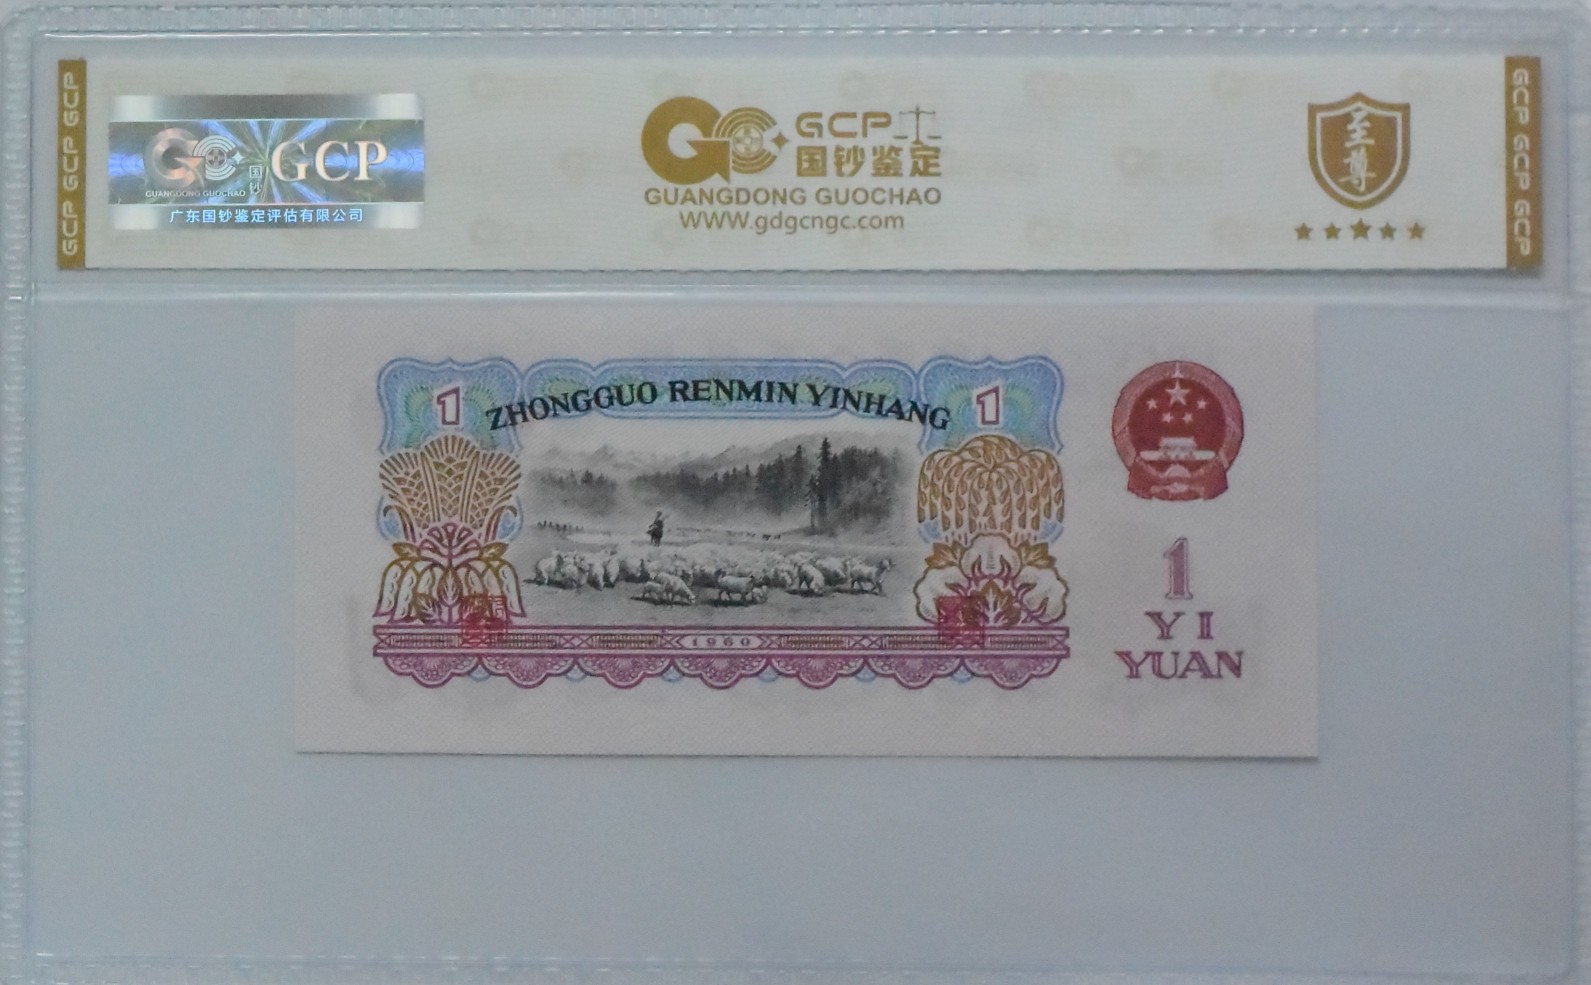 GCP GCP GCP
GUANGDONG GUOCHAO
国钞
GCP
广东国钞鉴定评估有限公司
GCP
国钞鉴定
GUANGDONG GUOCHAO
WWW.gdgcngc.com
至尊
GCP GCP GCP
1
ZHONGGUO RENMIN YINHANG
1
1960
1
YI
YUAN